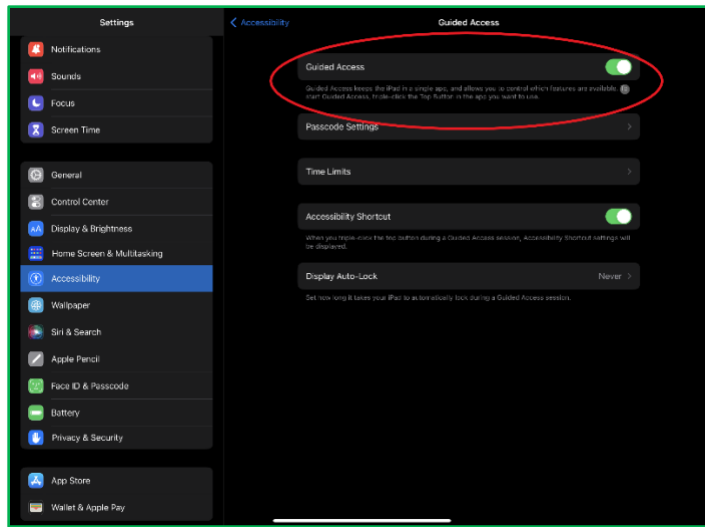 Settings
Notifications
Sounds
Focus
Screen Time
General
Control Center
Display & Brightness
Home Screen & Multitasking
Accessibility
Wallpaper
Siri & Search
Apple Pencil
Face ID & Passcode
Battery
Privacy & Security
App Store
Wallet & Apple Pay
Accessibility
Guided Access
Guided Access
Guided Access keeps the iPad in a single app, and allows you to control which features are available. To
start Guided Access, triple-click the Top Button in the app you want to use.
Passcode Settings
Time Limits
Accessibility Shortcut
When you triple-click the top button during a Guided Access session, Accessibility Shortcut settings will
be displayed.
Display Auto-Lock
Never
Set how long it takes your iPad to automatically lock during a Guided Access session.